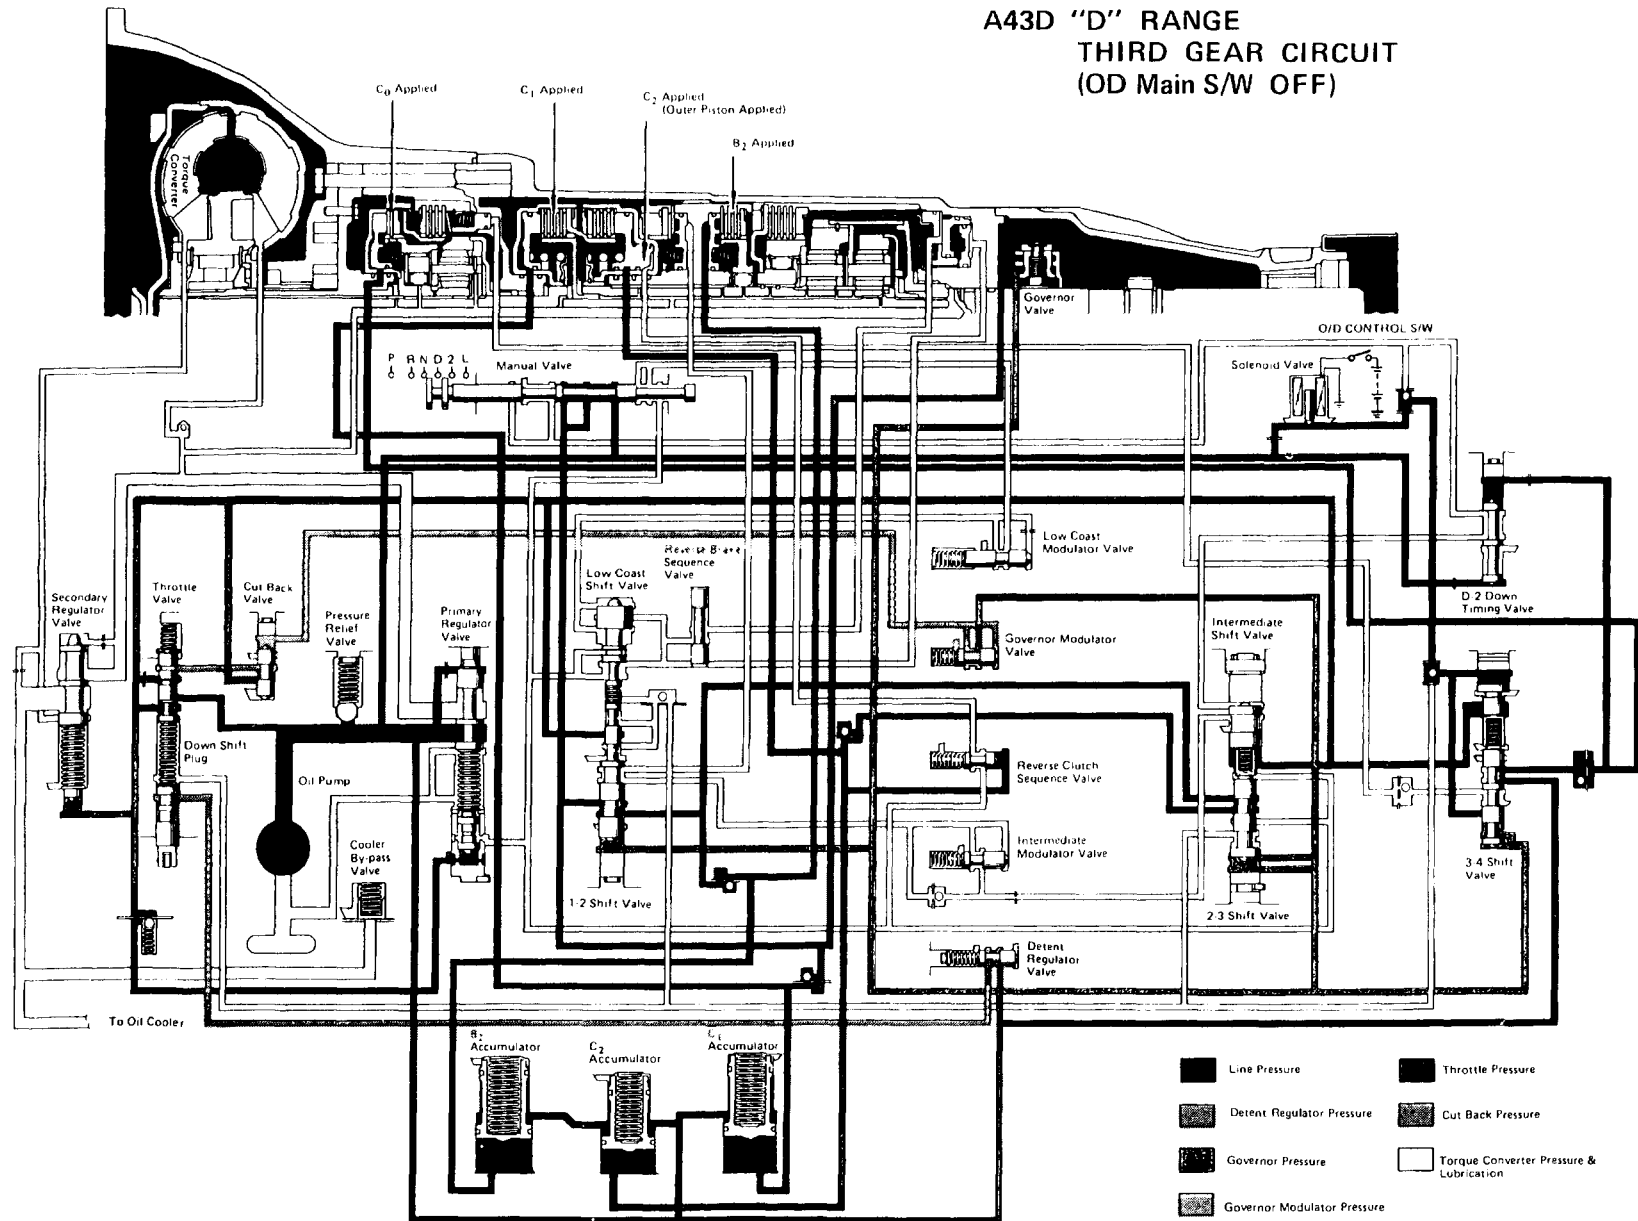 A43D "D" RANGE
THIRD GEAR CIRCUIT
(OD Main S/W OFF)
C0 Applied
C1 Applied
C2 Applied
(Outer Piston Applied)
B2 Applied
Torque
Converter
Governor
Valve
O/D CONTROL S/W
Solenoid Valve
P R N D 2 L
Manual Valve
Low Coast
Modulator Valve
Reverse Brake
Sequence
Valve
Low Coast
Shift Valve
D-2 Down
Timing Valve
Secondary
Regulator
Valve
Throttle
Valve
Cut Back
Valve
Pressure
Relief
Valve
Primary
Regulator
Valve
Governor Modulator
Valve
Intermediate
Shift Valve
Down Shift
Plug
Oil Pump
Reverse Clutch
Sequence Valve
Cooler
By-pass
Valve
Intermediate
Modulator Valve
3-4 Shift
Valve
1-2 Shift Valve
2-3 Shift Valve
Detent
Regulator
Valve
To Oil Cooler
B2
Accumulator
C2
Accumulator
C1
Accumulator
Line Pressure
Throttle Pressure
Detent Regulator Pressure
Cut Back Pressure
Governor Pressure
Torque Converter Pressure &
Lubrication
Governor Modulator Pressure